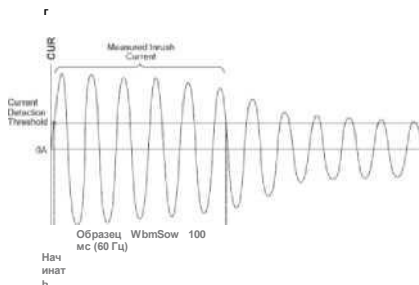 г
CUR
Measured Inrush
Current
Current
Detection
Threshold
0A
Образец WbmSow 100
мс (60 Гц)
Нач
инат
ь